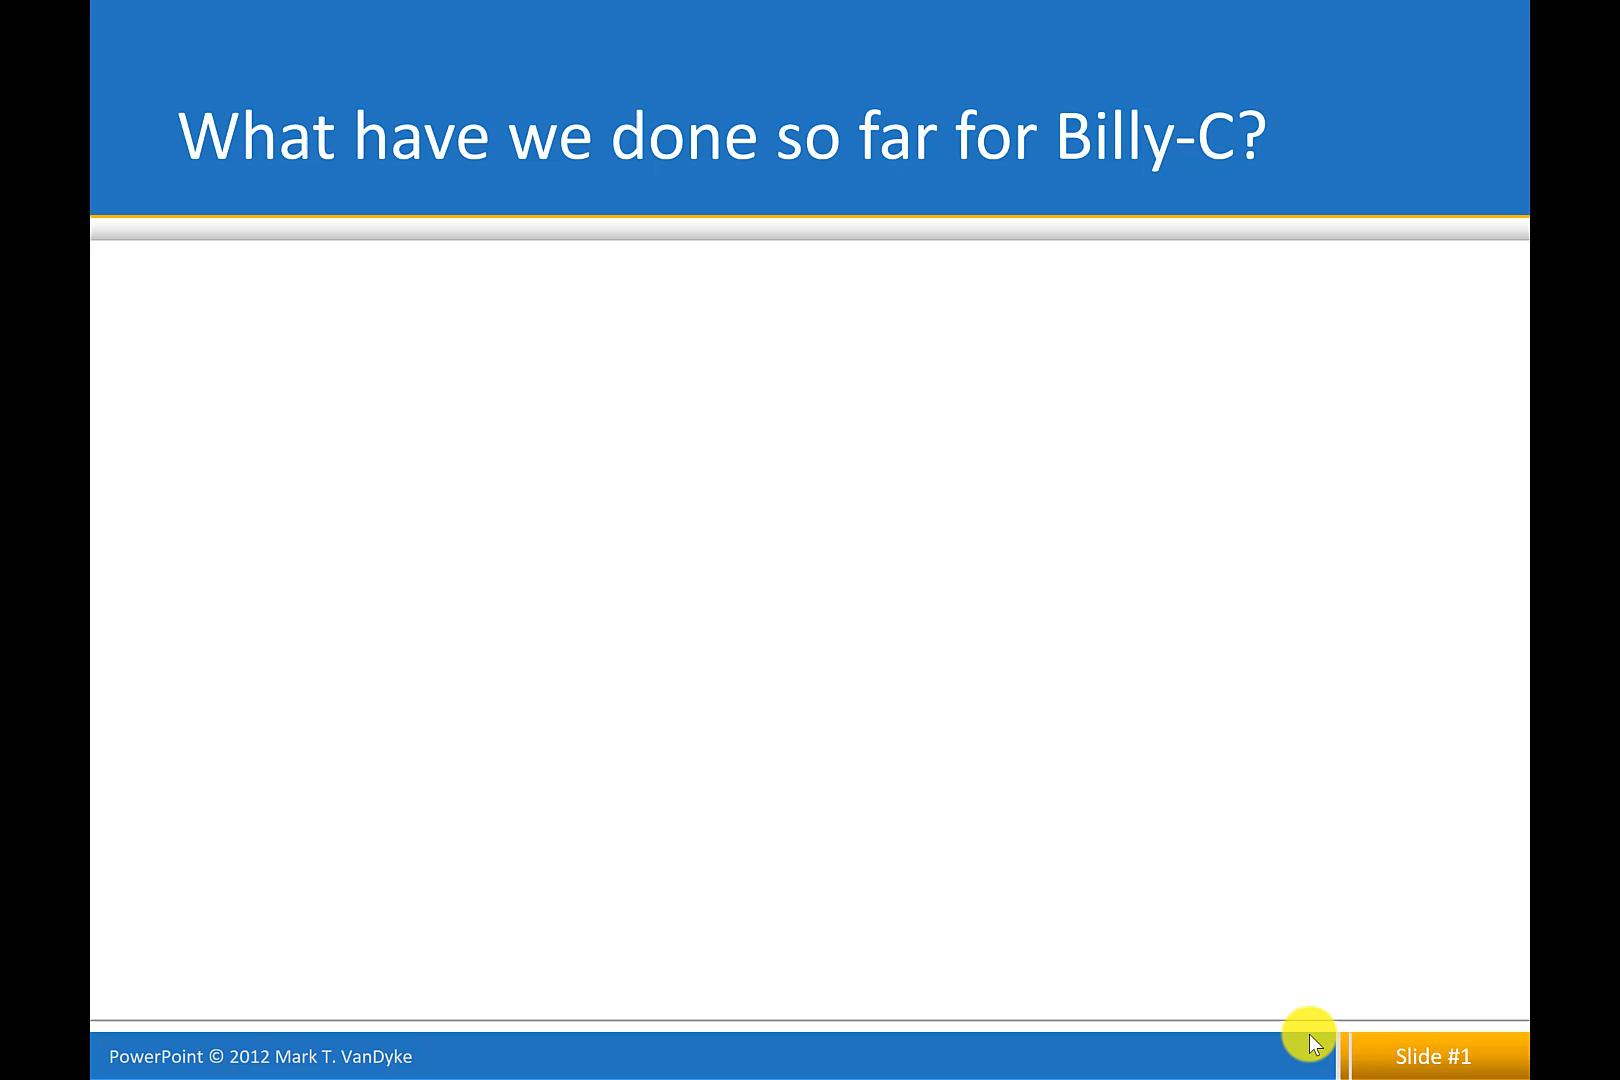 What have we done so far for Billy-C?
PowerPoint © 2012 Mark T. VanDyke
Slide #1